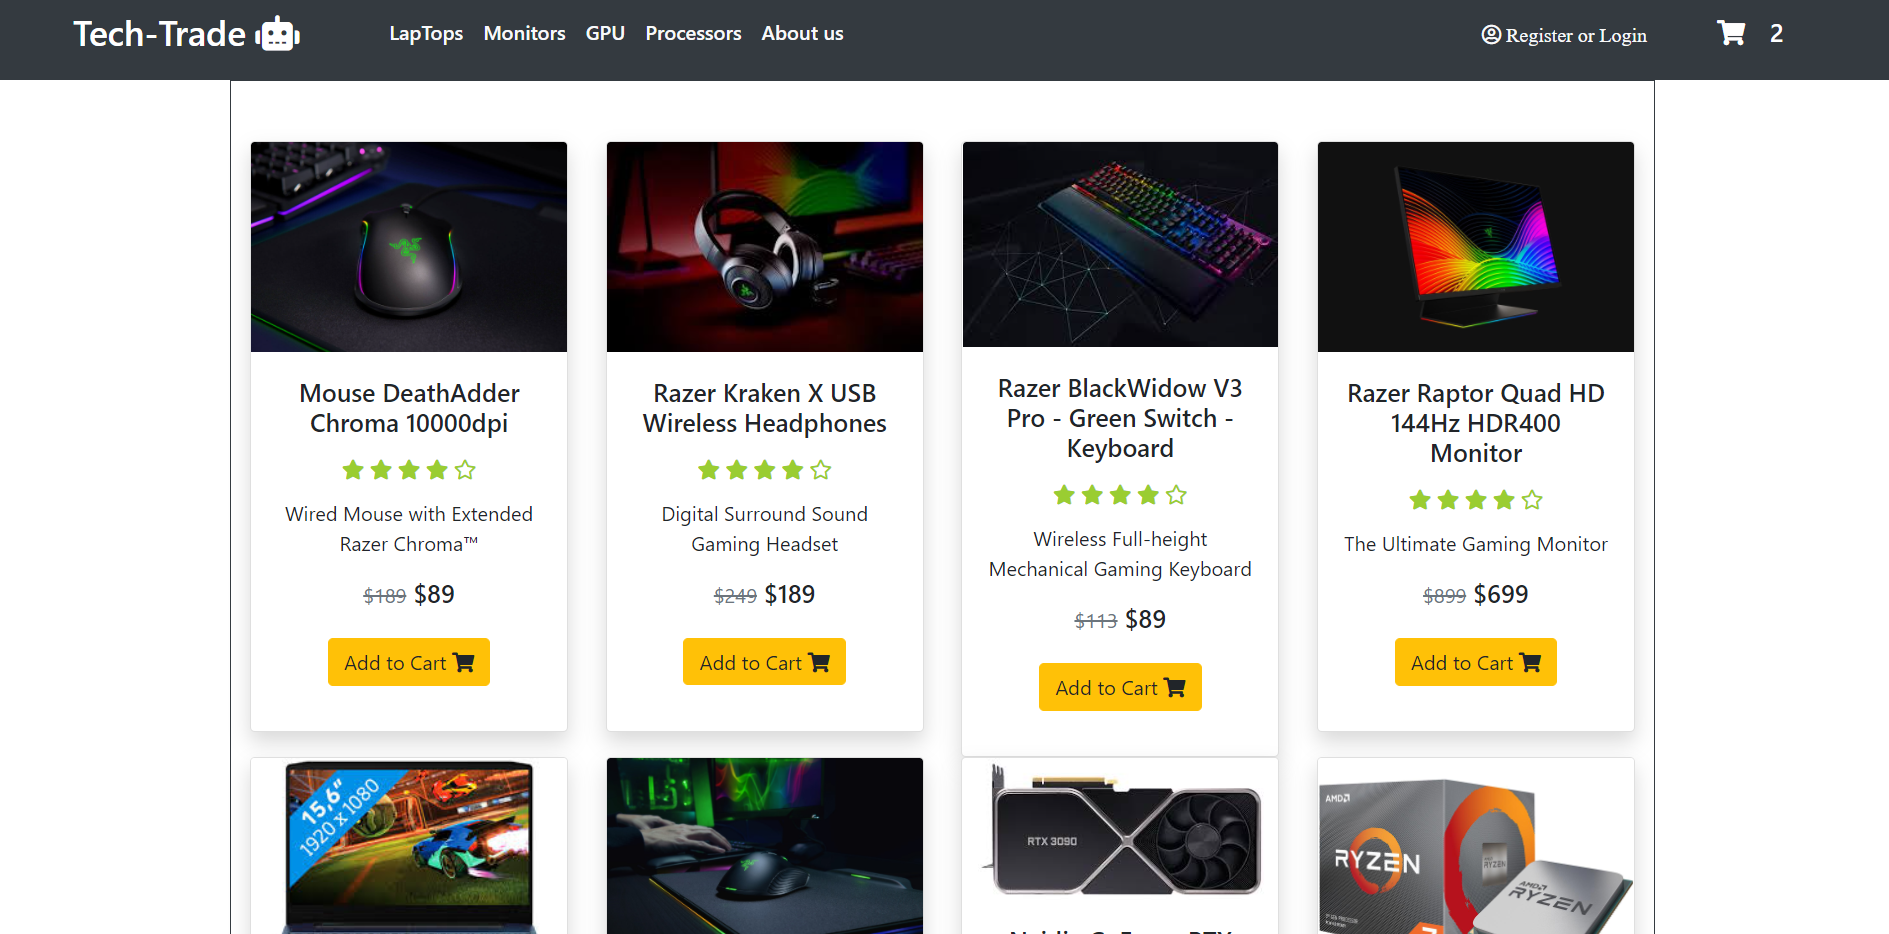 Tech-Trade
LapTops Monitors GPU Processors About us
Register or Login
2
Mouse DeathAdder
Chroma 10000dpi
Wired Mouse with Extended
Razer Chroma™
$189 $89
Add to Cart
Razer Kraken X USB
Wireless Headphones
Digital Surround Sound
Gaming Headset
$249 $189
Add to Cart
Razer BlackWidow V3
Pro - Green Switch -
Keyboard
Wireless Full-height
Mechanical Gaming Keyboard
$113 $89
Add to Cart
Razer Raptor Quad HD
144Hz HDR400
Monitor
The Ultimate Gaming Monitor
$899 $699
Add to Cart
15,6"
1920 x 1080
RTX 3090
AMD
RYZEN
RYZEN
AMD
RYZEN
7